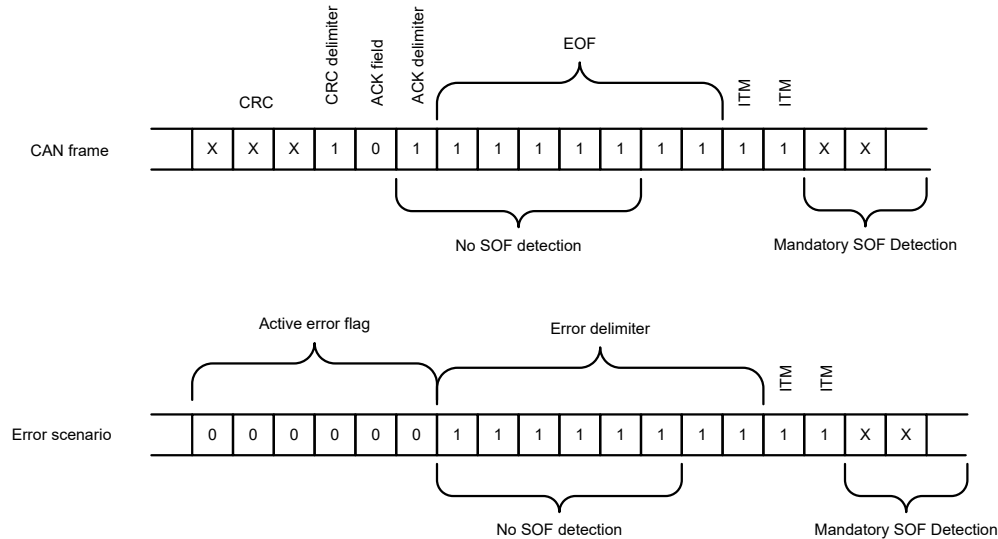 CRC delimiter
ACK field
ACK delimiter
EOF
CRC
ITM
ITM
CAN frame
X X X 1 0 1 1 1 1 1 1 1 1 1 1 X X
No SOF detection
Mandatory SOF Detection
Active error flag
Error delimiter
ITM
ITM
Error scenario
0 0 0 0 0 0 1 1 1 1 1 1 1 1 1 1 X X
No SOF detection
Mandatory SOF Detection